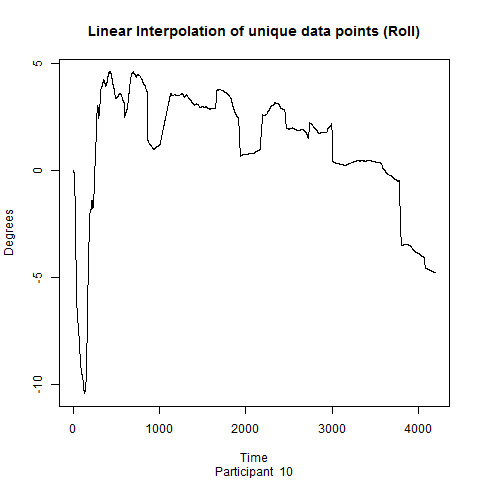 Linear Interpolation of unique data points (Roll)
5
0
-5
-10
Degrees
0 1000 2000 3000 4000
Time
Participant 10